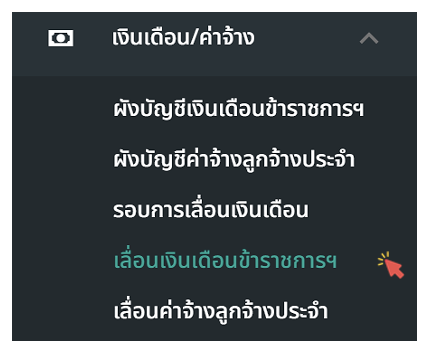 เงินเดือน/ค่าจ้าง
ผังบัญชีเงินเดือนข้าราชการฯ
ผังบัญชีค่าจ้างลูกจ้างประจำ
รอบการเลื่อนเงินเดือน
เลื่อนเงินเดือนข้าราชการฯ
เลื่อนค่าจ้างลูกจ้างประจำ